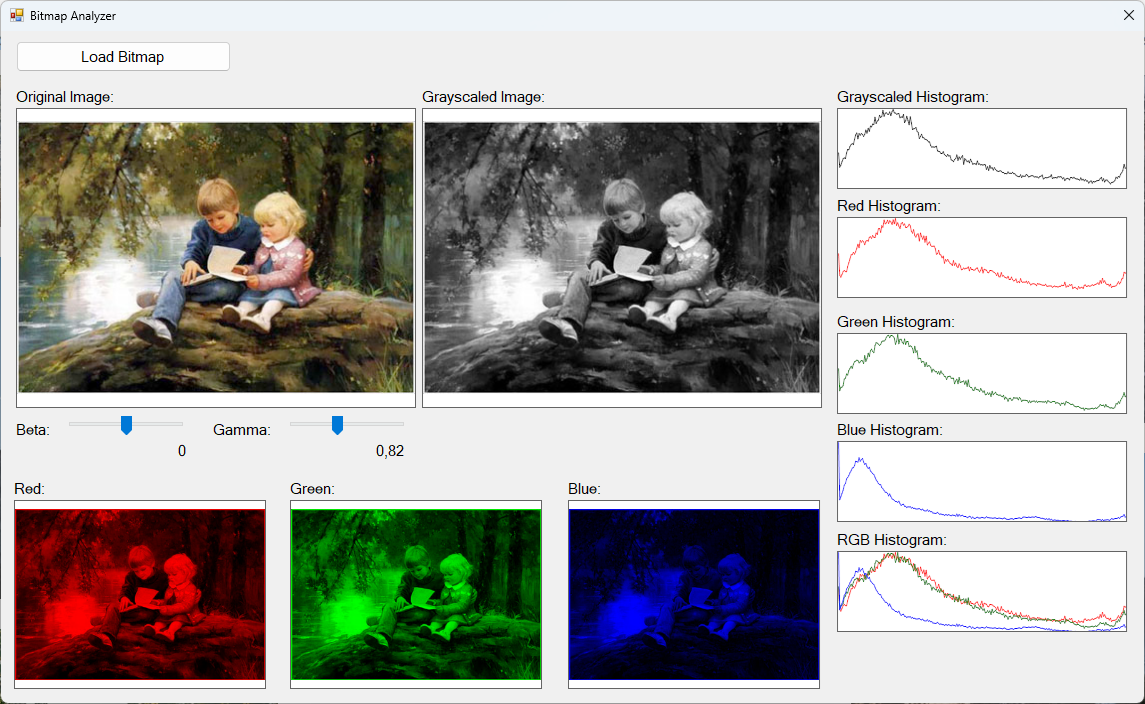 Bitmap Analyzer
Load Bitmap
Original Image:
Grayscaled Image:
Grayscaled Histogram:
Red Histogram:
Green Histogram:
Beta:
0
Gamma:
0,82
Blue Histogram:
Red:
Green:
Blue:
RGB Histogram: